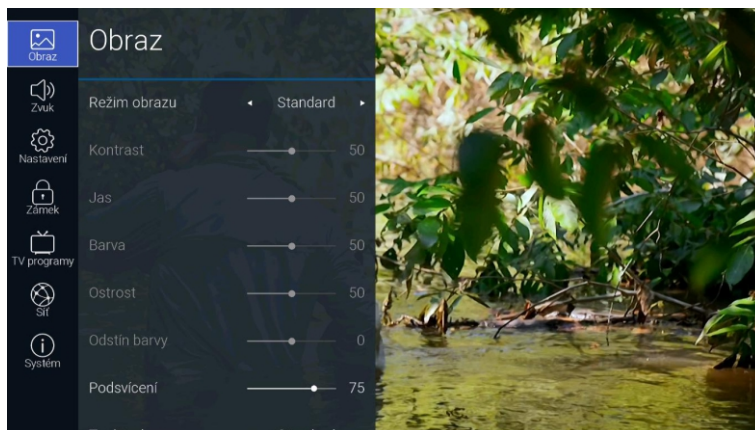 Obraz
Obraz
Zvuk
Nastavení
Zámek
TV programy
Síť
Systém
Režim obrazu Standard
Kontrast 50
Jas 50
Barva 50
Ostrost 50
Odstín barvy 0
Podsvícení 75